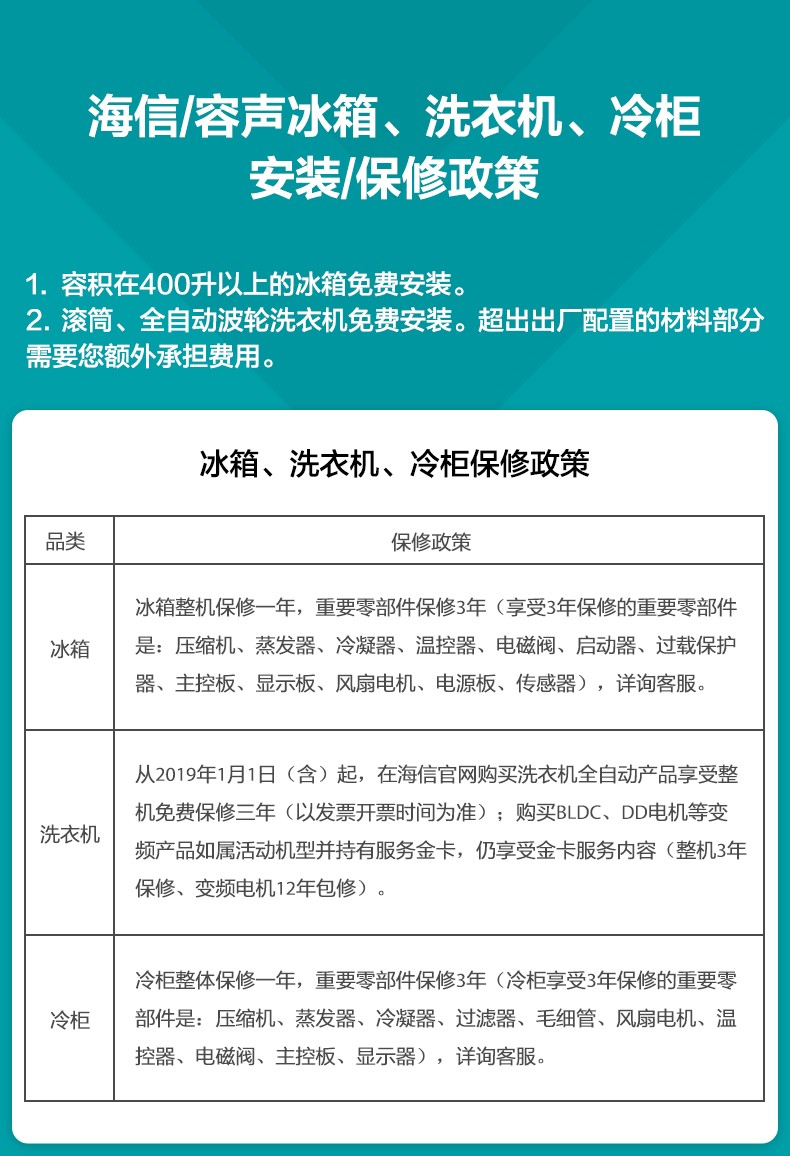 海信/容声冰箱、洗衣机、冷柜
安装/保修政策
1. 容积在400升以上的冰箱免费安装。
2. 滚筒、全自动波轮洗衣机免费安装。超出出厂配置的材料部分
需要您额外承担费用。
冰箱、洗衣机、冷柜保修政策
品类
保修政策
冰箱
冰箱整机保修一年，重要零部件保修3年（享受3年保修的重要零部件
是：压缩机、蒸发器、冷凝器、温控器、电磁阀、启动器、过载保护
器、主控板、显示板、风扇电机、电源板、传感器），详询客服。
洗衣机
从2019年1月1日（含）起，在海信官网购买洗衣机全自动产品享受整
机免费保修三年（以发票开票时间为准）；购买BLDC、DD电机等变
频产品如属活动机型并持有服务金卡，仍享受金卡服务内容（整机3年
保修、变频电机12年包修）。
冷柜
冷柜整体保修一年，重要零部件保修3年（冷柜享受3年保修的重要零
部件是：压缩机、蒸发器、冷凝器、过滤器、毛细管、风扇电机、温
控器、电磁阀、主控板、显示器），详询客服。